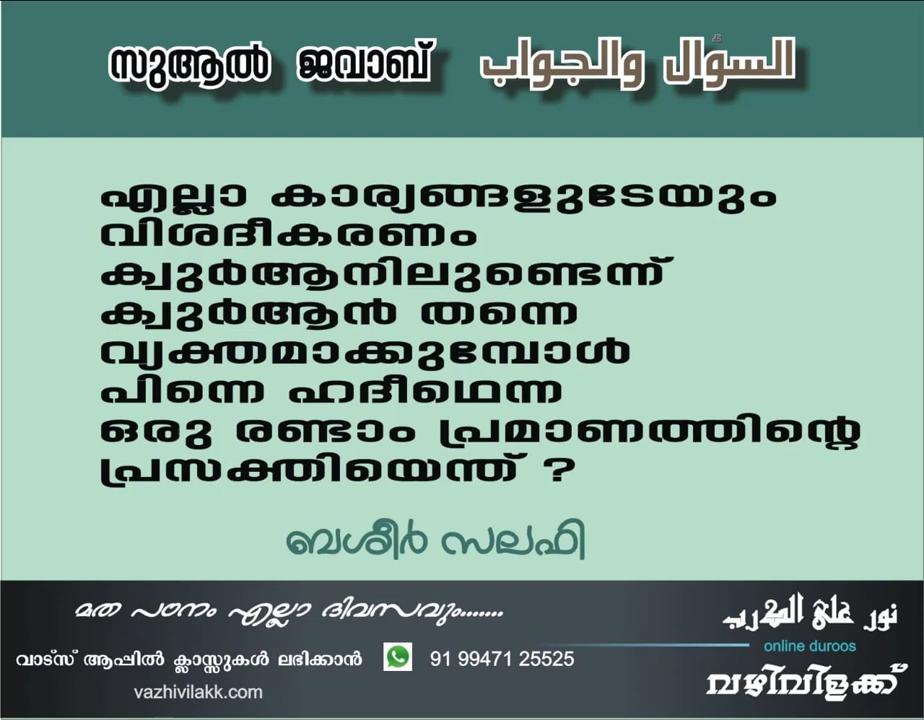 സുആൽ ജവാബ് السؤال والجواب
എല്ലാ കാര്യങ്ങളുടേയും
വിശദീകരണം
ക്വുർആനിലുണ്ടെന്ന്
ക്വുർആൻ തന്നെ
വ്യക്തമാക്കുമ്പോൾ
പിന്നെ ഹദീഥെന്ന
ഒരു രണ്ടാം പ്രമാണത്തിന്റെ
പ്രസക്തിയെന്ത് ?
ബശീർ സലഫി
മത പഠനം എല്ലാ ദിവസവും.......
വാട്സ് ആപ്പിൽ ക്ലാസ്സുകൾ ലഭിക്കാൻ 91 99471 25525
vazhivilakk.com
نور على الدرب
online duroos
വഴിവിളക്ക്